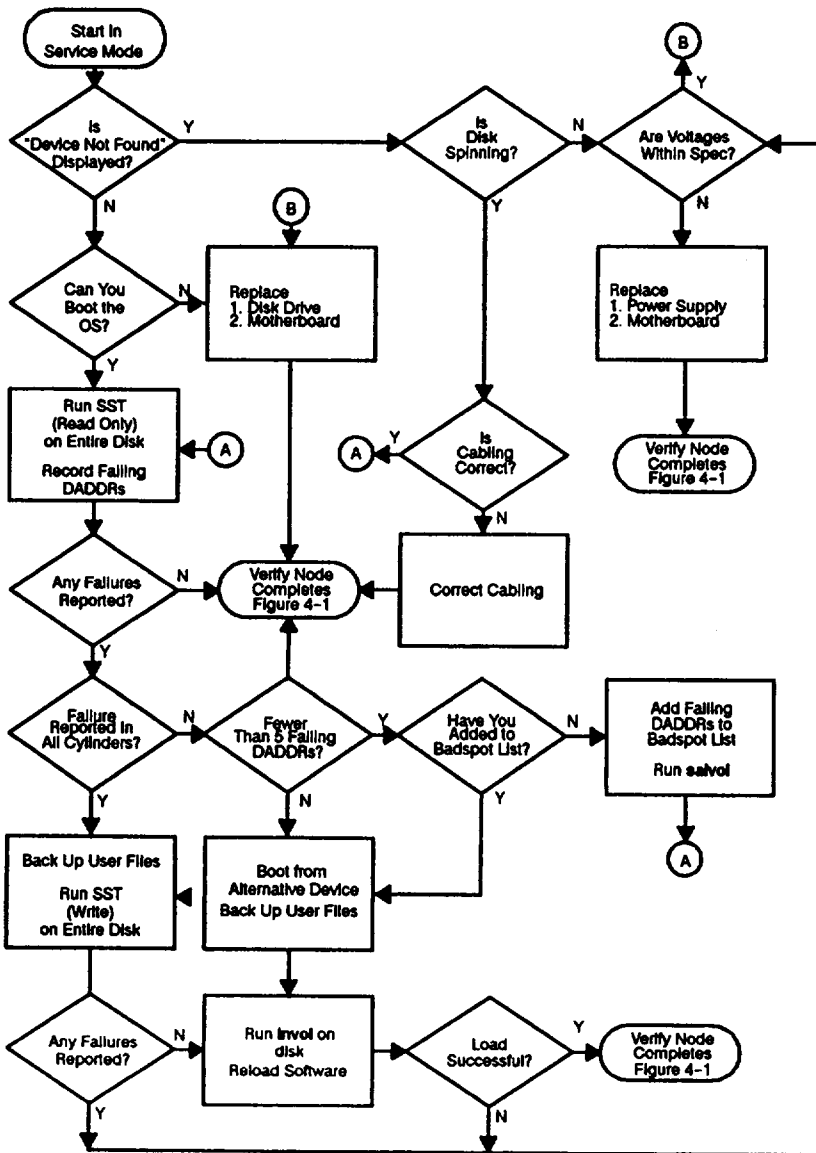 Start in
Service Mode
B
Y
Is
"Device Not Found"
Displayed?
Y
Is
Disk
Spinning?
N
Are Voltages
Within Spec?
N
Y
N
B
Can You
Boot the
OS?
N
Replace
1. Disk Drive
2. Motherboard
Replace
1. Power Supply
2. Motherboard
Y
Run SST
(Read Only)
on Entire Disk
Record Failing
DADDRs
A
A
Y
Is
Cabling
Correct?
N
Verify Node
Completes
Figure 4-1
Any Failures
Reported?
N
Verify Node
Completes
Figure 4-1
Correct Cabling
Y
Failure
Reported in
All Cylinders?
N
Fewer
Than 5 Failing
DADDRs?
Y
Have You
Added to
Badspot List?
N
Add Failing
DADDRs to
Badspot List
Run salvol
Y
N
Y
A
Back Up User Files
Run SST
(Write)
on Entire Disk
Boot from
Alternative Device
Back Up User Files
Any Failures
Reported?
N
Run invol on
disk
Reload Software
Load
Successful?
Y
Verify Node
Completes
Figure 4-1
Y
N